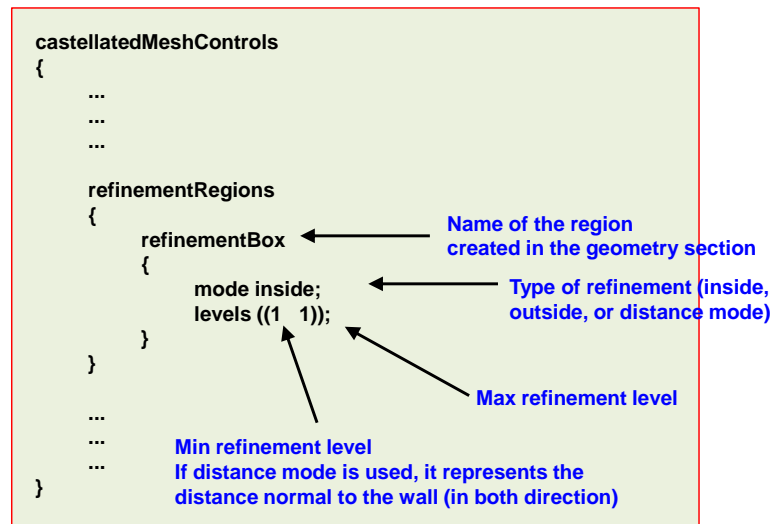 castellatedMeshControls
{
...
...
...
refinementRegions
{
refinementBox
Name of the region
created in the geometry section
{
mode inside;
Type of refinement (inside,
outside, or distance mode)
levels ((1 1));
}
}
Max refinement level
...
...
...
Min refinement level
If distance mode is used, it represents the
distance normal to the wall (in both direction)
}